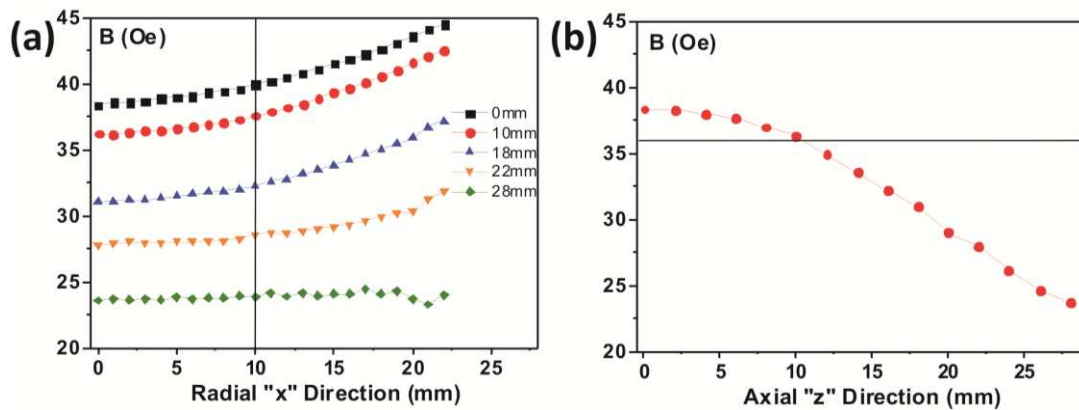 (a)
B (Oe)
45
40
35
30
25
20
0 5 10 15 20 25
Radial "x" Direction (mm)
0mm
10mm
18mm
22mm
28mm
(b)
B (Oe)
45
40
35
30
25
20
0 5 10 15 20 25
Axial "z" Direction (mm)